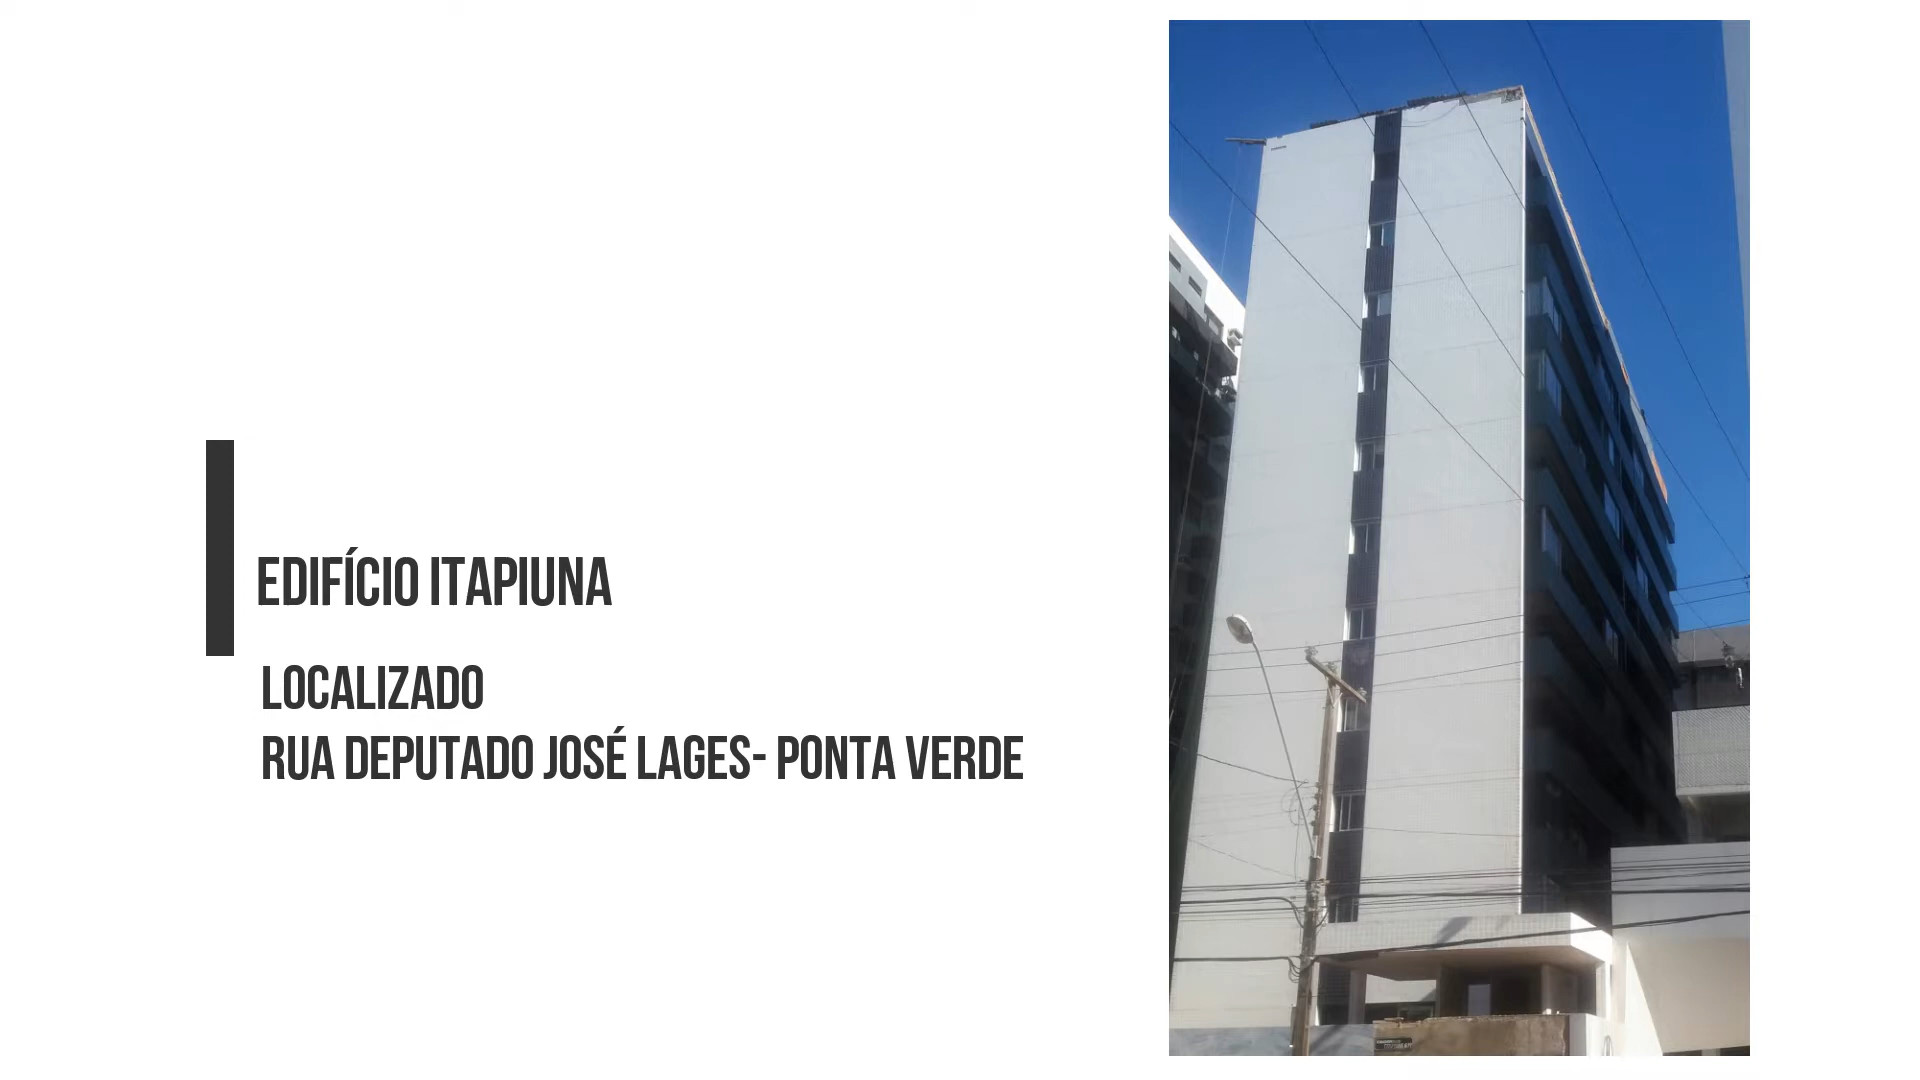 EDIFÍCIO ITAPIUNA
LOCALIZADO
RUA DEPUTADO JOSÉ LAGES- PONTA VERDE